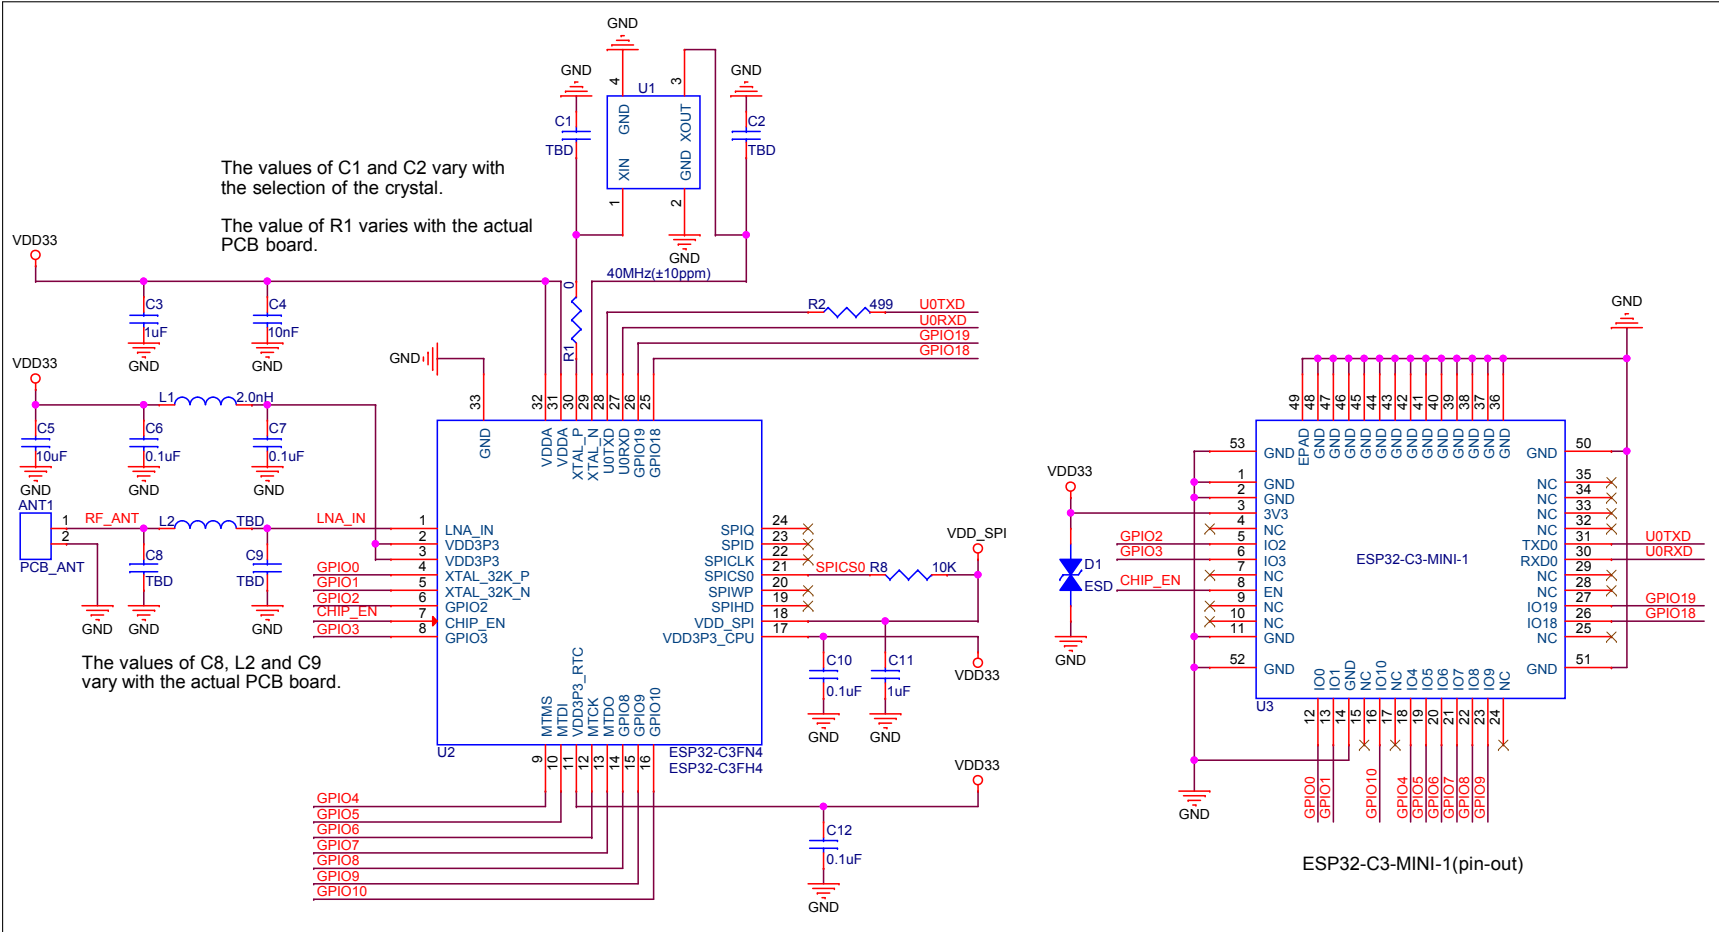 GND
GND
GND
4
3
U1
C1
TBD
GND
XOUT
XIN
GND
C2
TBD
1
2
GND
40MHz(±10ppm)
The values of C1 and C2 vary with
the selection of the crystal.
The value of R1 varies with the actual
PCB board.
VDD33
C3
1uF
GND
C4
10nF
GND
0
R1
R2
499
U0TXD
U0RXD
GPIO19
GPIO18
GND
VDD33
L1
2.0nH
C5
10uF
GND
C6
0.1uF
GND
C7
0.1uF
GND
33
32
31
30
29
28
27
26
25
GND
VDDA
VDDA
XTAL_P
XTAL_N
U0TXD
U0RXD
GPIO19
GPIO18
ANT1
1
2
PCB_ANT
RF_ANT
L2
TBD
LNA_IN
C8
TBD
C9
TBD
GND
GND
GND
The values of C8, L2 and C9
vary with the actual PCB board.
GPIO0
GPIO1
GPIO2
CHIP_EN
GPIO3
1
2
3
4
5
6
7
8
LNA_IN
VDD3P3
VDD3P3
XTAL_32K_P
XTAL_32K_N
GPIO2
CHIP_EN
GPIO3
24
23
22
21
20
19
18
17
SPIQ
SPID
SPICLK
SPICS0
SPIWP
SPIHD
VDD_SPI
VDD3P3_CPU
SPICS0
R8
10K
VDD_SPI
VDD33
C10
0.1uF
GND
C11
1uF
GND
MTMS
MTDI
VDD3P3_RTC
MTCK
MTDO
GPIO8
GPIO9
GPIO10
U2
ESP32-C3FN4
ESP32-C3FH4
9
10
11
12
13
14
15
16
GPIO4
GPIO5
GPIO6
GPIO7
GPIO8
GPIO9
GPIO10
VDD33
C12
0.1uF
GND
GND
49
48
47
46
45
44
43
42
41
40
39
38
37
36
EPAD
GND
GND
GND
GND
GND
GND
GND
GND
GND
GND
GND
GND
GND
53
GND
1
GND
2
GND
3
3V3
4
NC
5
IO2
6
IO3
7
NC
8
EN
9
NC
10
NC
11
GND
52
GND
VDD33
GPIO2
GPIO3
CHIP_EN
D1
ESD
GND
ESP32-C3-MINI-1
50
GND
35
NC
34
NC
33
NC
32
NC
31
TXD0
30
RXD0
29
NC
28
NC
27
IO19
26
IO18
25
NC
51
GND
U0TXD
U0RXD
GPIO19
GPIO18
IO0
IO1
GND
NC
IO10
NC
IO4
IO5
IO6
IO7
IO8
IO9
NC
U3
12
13
14
15
16
17
18
19
20
21
22
23
24
GPIO0
GPIO1
GPIO10
GPIO4
GPIO5
GPIO6
GPIO7
GPIO8
GPIO9
GND
ESP32-C3-MINI-1(pin-out)